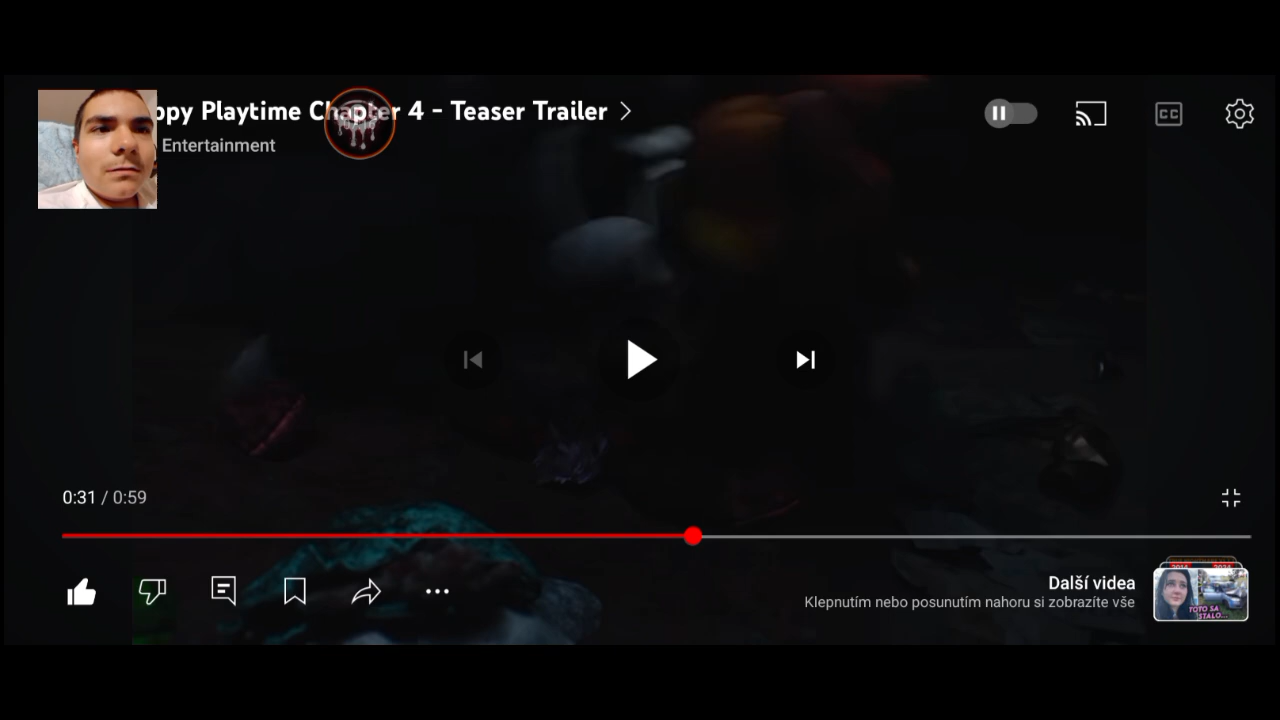 ppy Playtime Chapter 4 – Teaser Trailer
Entertainment
CC
0:31 / 0:59
Další videa
Klepnutím nebo posunutím nahoru si zobrazíte vše
TOTO SA
STALO...